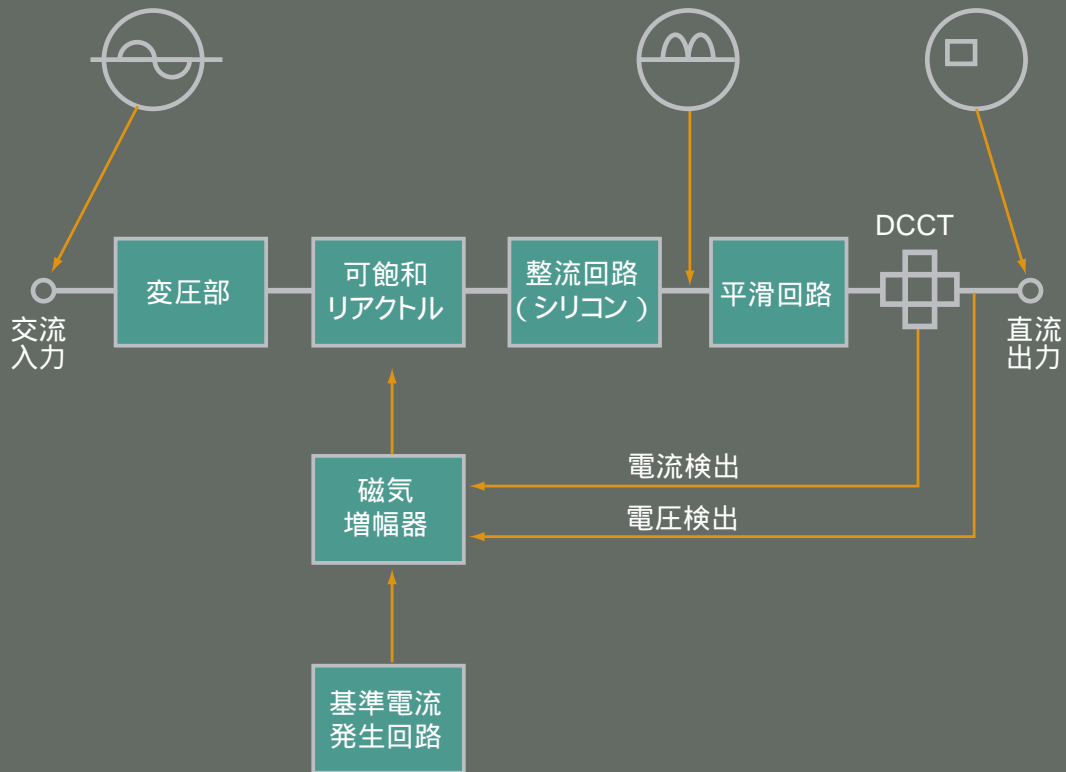 DCCT
変圧部
可飽和
リアクトル
整流回路
(シリコン)
平滑回路
交流
入力
直流
出力
電流検出
磁気
増幅器
電圧検出
基準電流
発生回路